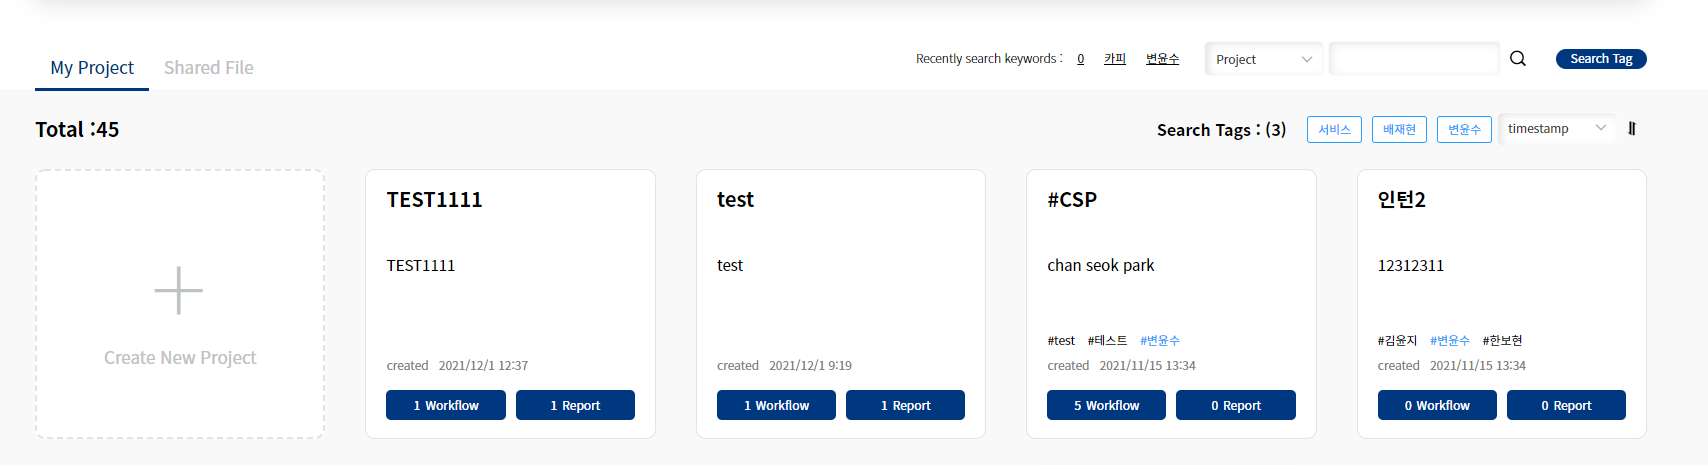 My Project
Shared File
Recently search keywords : 0 카피 변윤수
Project
Search Tag
Total :45
Search Tags : (3) 서비스 배재현 변윤수
timestamp
Create New Project
TEST1111
TEST1111
created 2021/12/1 12:37
1 Workflow
1 Report
test
test
created 2021/12/1 9:19
1 Workflow
1 Report
#CSP
chan seok park
#test #테스트 #변윤수
created 2021/11/15 13:34
5 Workflow
0 Report
인턴2
12312311
#김윤지 #변윤수 #한보현
created 2021/11/15 13:34
0 Workflow
0 Report